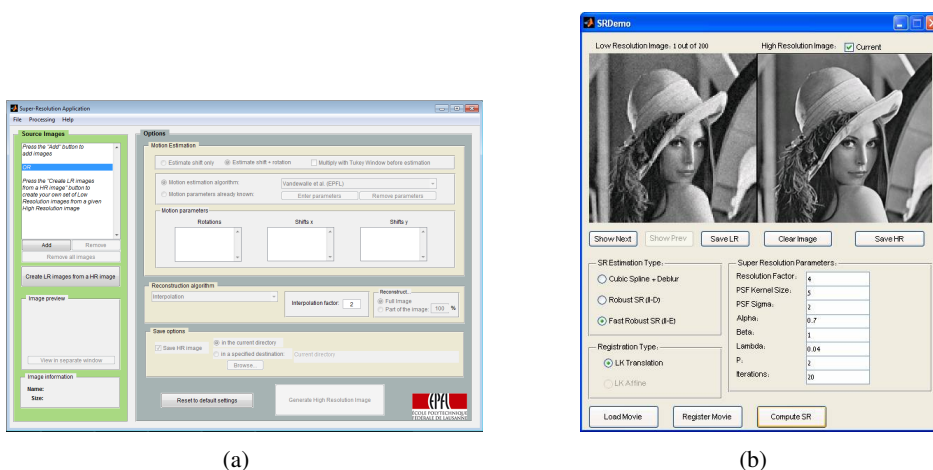 Super-Resolution Application
File Processing Help
Source Images
Press the "Add" button to
add images
OR
Press the "Create LR images
from a HR image" button to
create your own set of Low
Resolution images from a given
High Resolution image
Add Remove
Remove all images
Create LR images from a HR image
Image preview
View in separate window
Image information
Name:
Size:
Options
Motion Estimation
Estimate shift only Estimate shift + rotation Multiply with Tukey Window before estimation
Motion estimation algorithm: Vandewalle et al. (EPFL)
Motion parameters already known: Enter parameters Remove parameters
Motion parameters
Rotations Shifts x Shifts y
Reconstruction algorithm
Interpolation
Interpolation factor: 2
Reconstruct...
Full Image
Part of the image: 100 %
Save options
Save HR image
in the current directory
in a specified destination: Current directory
Browse...
Reset to default settings
Generate High Resolution Image
EPFL
ÉCOLE POLYTECHNIQUE
FÉDÉRALE DE LAUSANNE
(a)
SRDemo
Low Resolution Image: 1 out of 200
High Resolution Image: Current
Show Next Show Prev Save LR Clear Image Save HR
SR Estimation Type:
Cubic Spline + Deblur
Robust SR (II-D)
Fast Robust SR (II-E)
Registration Type:
LK Translation
LK Affine
Super Resolution Parameters:
Resolution Factor: 4
PSF Kernel Size: 5
PSF Sigma: 2
Alpha: 0.7
Beta: 1
Lambda: 0.04
P: 2
Iterations: 20
Load Movie Register Movie Compute SR
(b)